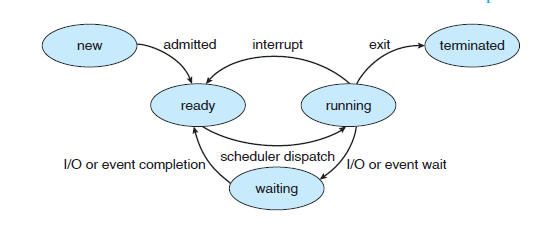 new
admitted
interrupt
exit
terminated
ready
running
I/O or event completion
scheduler dispatch
I/O or event wait
waiting